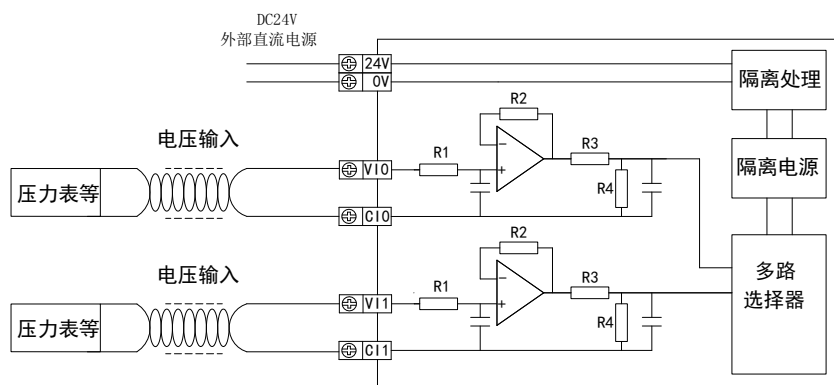 DC24V
外部直流电源
24V
0V
隔离处理
R2
电压输入
R1
R3
VI0
隔离电源
压力表等
R4
CI0
R2
电压输入
R1
R3
多路
选择器
VI1
压力表等
R4
CI1